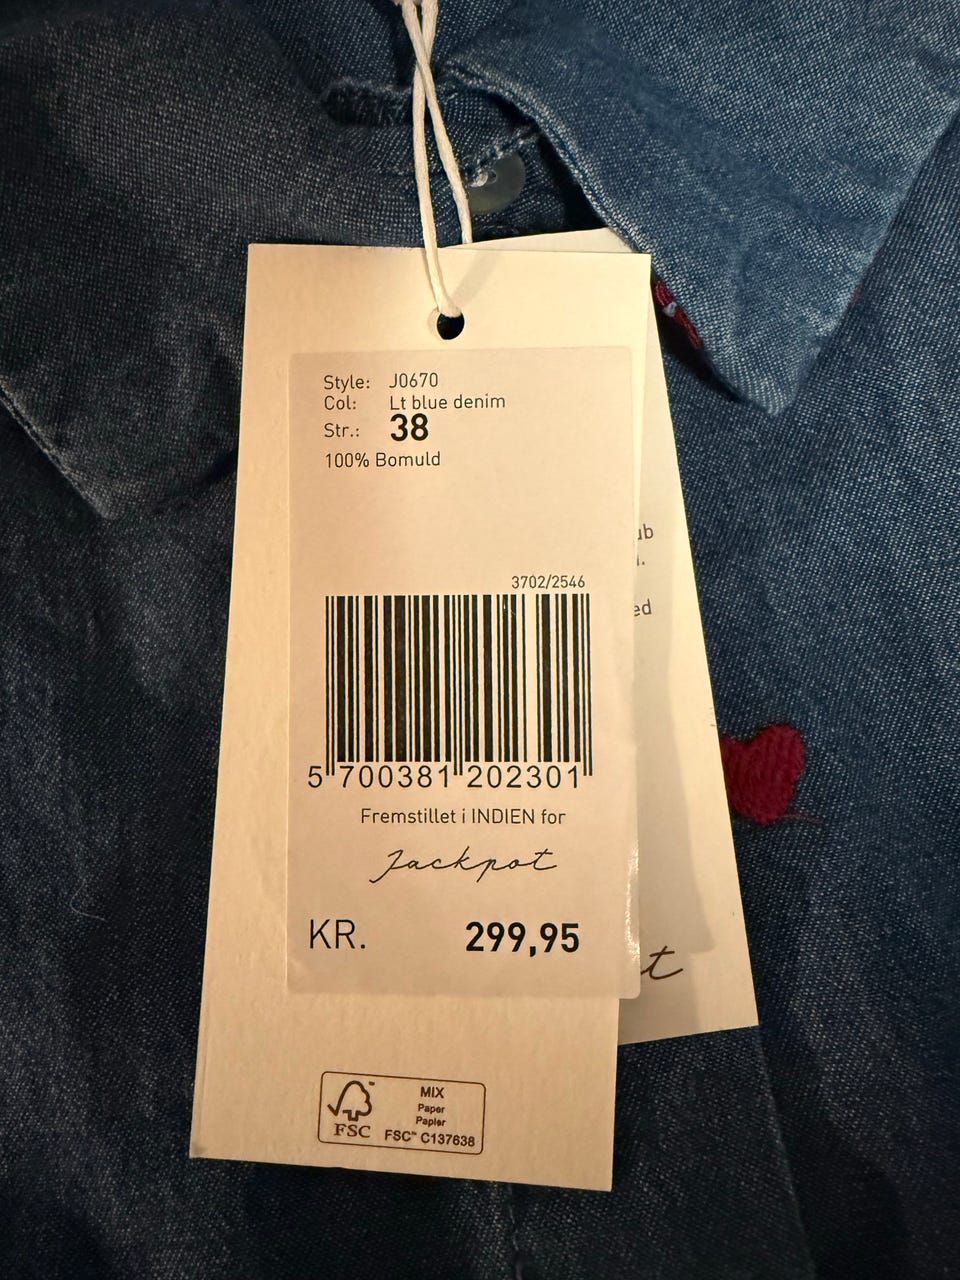 Style: J0670
Col: Lt blue denim
Str.: 38
100% Bomuld
3702/2546
5 700381 202301
Fremstillet i INDIEN for
Jackpot
KR. 299,95
FSC
MIX
Paper
Papier
FSC™ C137638